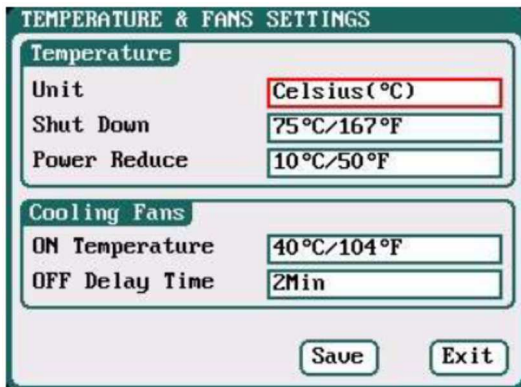 TEMPERATURE & FANS SETTINGS
Temperature
Unit Celsius(°C)
Shut Down 75°C/167°F
Power Reduce 10°C/50°F
Cooling Fans
ON Temperature 40°C/104°F
OFF Delay Time 2Min
Save Exit